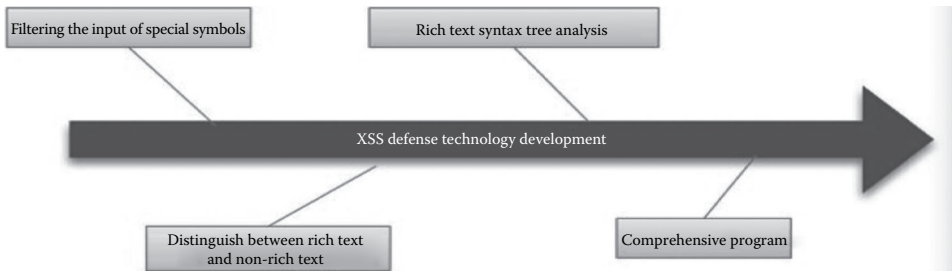 Filtering the input of special symbols
Rich text syntax tree analysis
XSS defense technology development
Distinguish between rich text
and non-rich text
Comprehensive program